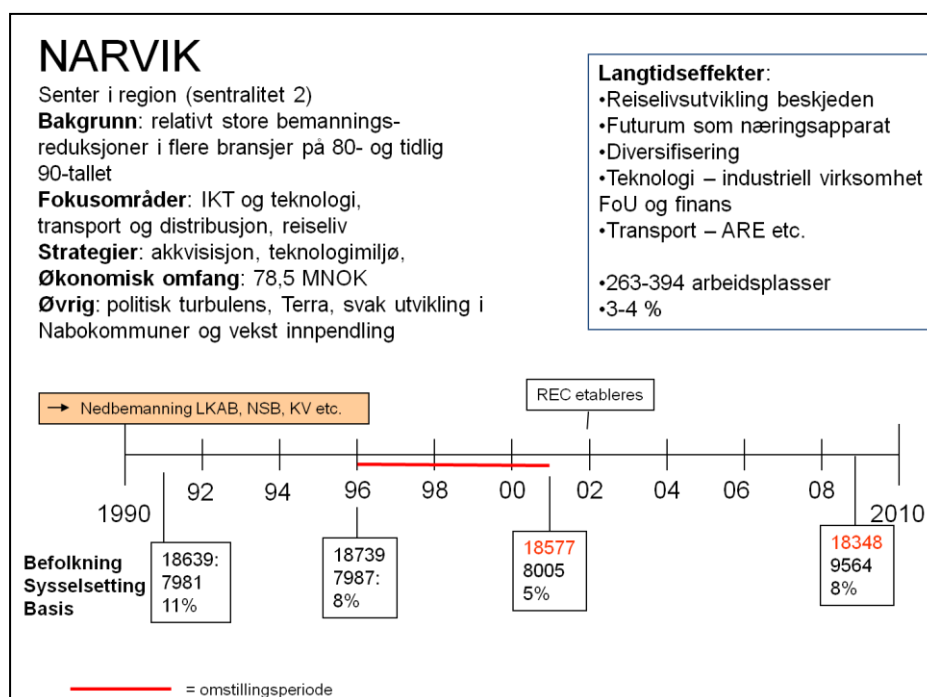 NARVIK
Senter i region (sentralitet 2)
Bakgrunn: relativt store bemannings-
reduksjoner i flere bransjer på 80- og tidlig
90-tallet
Fokusområder: IKT og teknologi,
transport og distribusjon, reiseliv
Strategier: akkvisisjon, teknologimiljø,
Økonomisk omfang: 78,5 MNOK
Øvrig: politisk turbulens, Terra, svak utvikling i
Nabokommuner og vekst innpendling
Langtidseffekter:
•Reiselivsutvikling beskjeden
•Futurum som næringsapparat
•Diversifisering
•Teknologi – industriell virksomhet
FoU og finans
•Transport – ARE etc.
•263-394 arbeidsplasser
•3-4 %
→ Nedbemanning LKAB, NSB, KV etc.
REC etableres
1990
92
94
96
98
00
02
04
06
08
2010
Befolkning
Sysselsetting
Basis
18639:
7981
11%
18739
7987:
8%
18577
8005
5%
18348
9564
8%
= omstillingsperiode